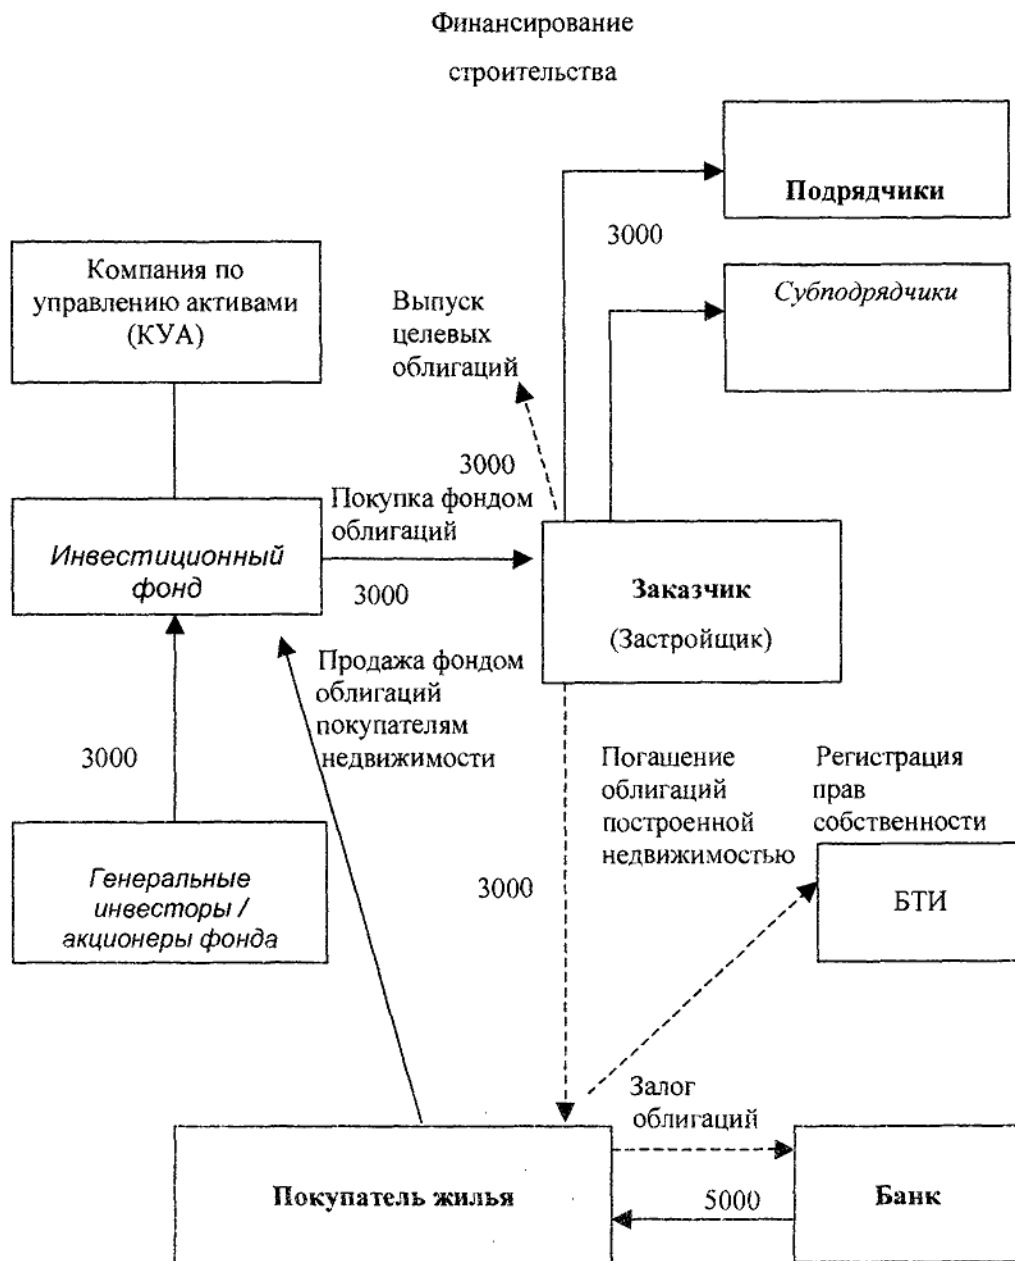 Финансирование
строительства
Подрядчики
3000
Субподрядчики
Компания по
управлению активами
(КУА)
Выпуск
целевых
облигаций
3000
Покупка фондом
облигаций
3000
Инвестиционный
фонд
Заказчик
(Застройщик)
Продажа фондом
облигаций
покупателям
недвижимости
3000
Погашение
облигаций
построенной
недвижимостью
Регистрация
прав
собственности
3000
БТИ
Генеральные
инвесторы /
акционеры фонда
Залог
облигаций
Покупатель жилья
5000
Банк